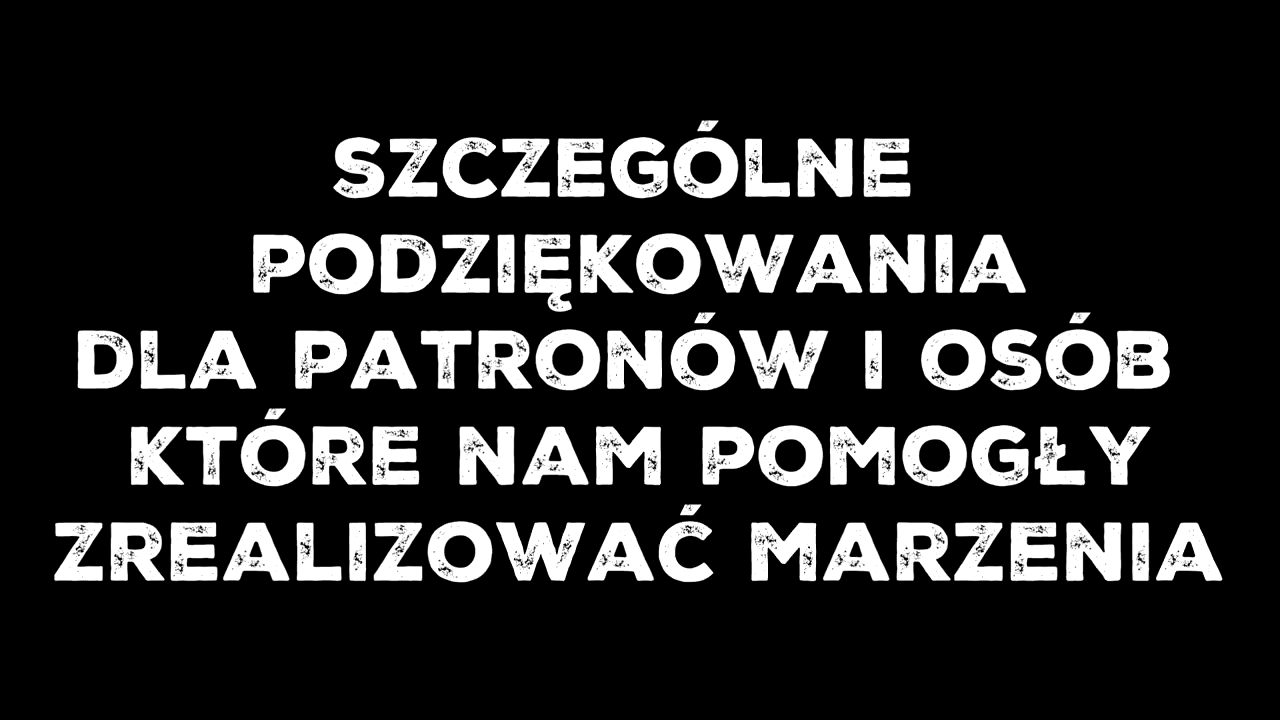 SZCZEGÓLNE
PODZIĘKOWANIA
DLA PATRONÓW I OSÓB
KTÓRE NAM POMOGŁY
ZREALIZOWAĆ MARZENIA